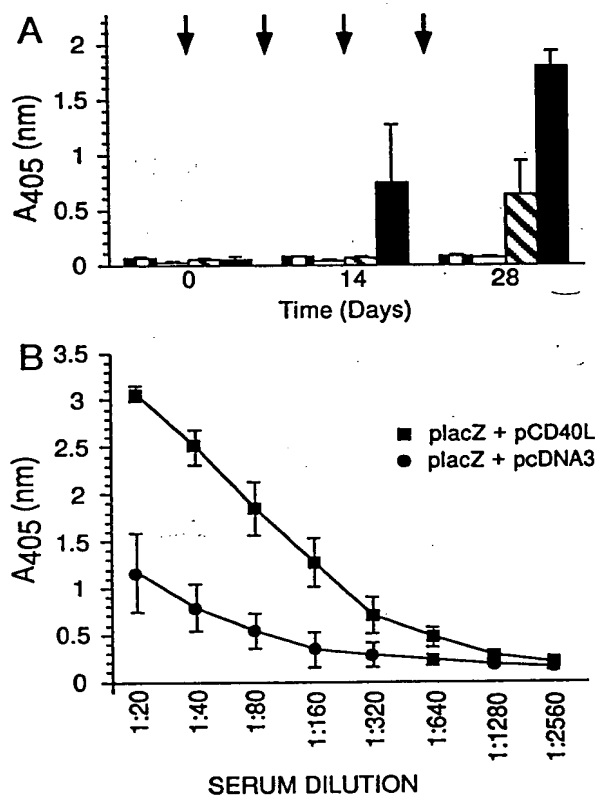 A
2
1.5
1
0.5
0
A405 (nm)
0 14 28
Time (Days)
B
3.5
3
2.5
2
1.5
1
0.5
0
A405 (nm)
placZ + pCD40L
placZ + pcDNA3
1:20 1:40 1:80 1:160 1:320 1:640 1:1280 1:2560
SERUM DILUTION